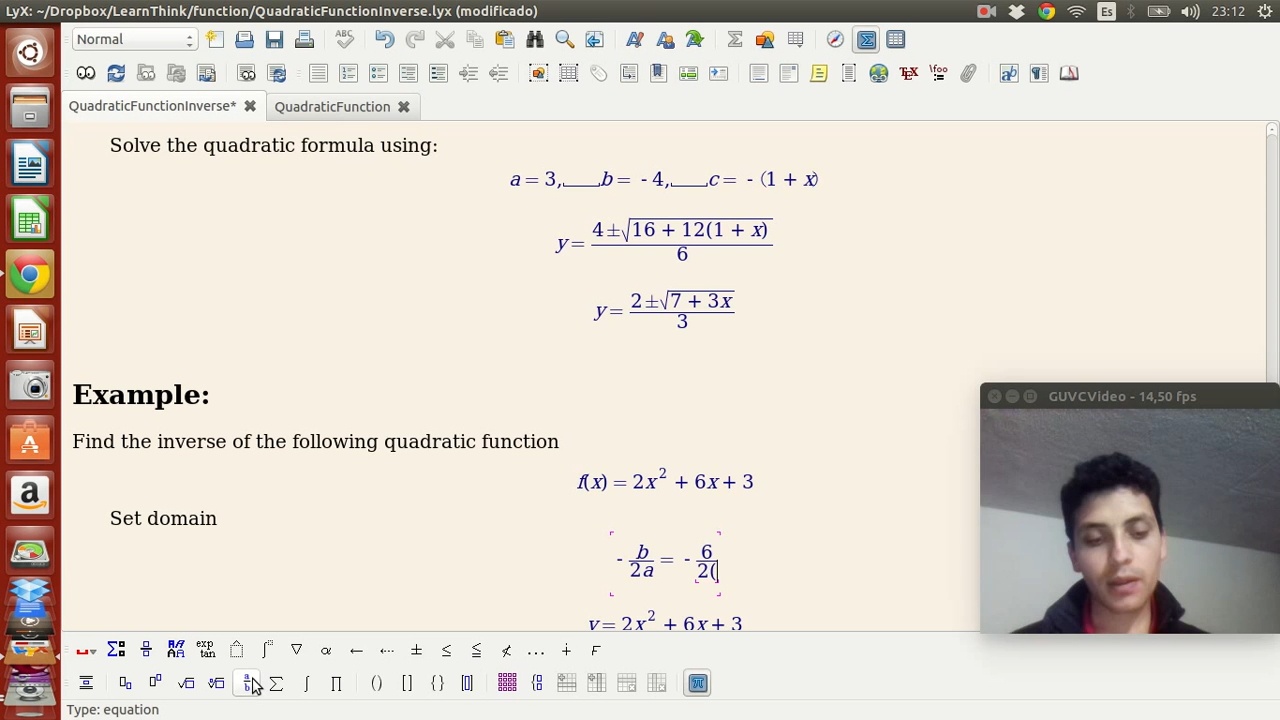 LyX: ~/Dropbox/LearnThink/function/QuadraticFunctionInverse.lyx (modificado)
Es
23:12
Normal
QuadraticFunctionInverse*
QuadraticFunction
Solve the quadratic formula using:
a = 3, b = - 4, c = - (1 + x)
y = 4±√16 + 12(1 + x) / 6
y = 2±√7 + 3x / 3
Example:
Find the inverse of the following quadratic function
f(x) = 2x² + 6x + 3
Set domain
- b/2a = - 6/2(
y = 2x² + 6x + 3
GUVCVideo - 14,50 fps
Type: equation